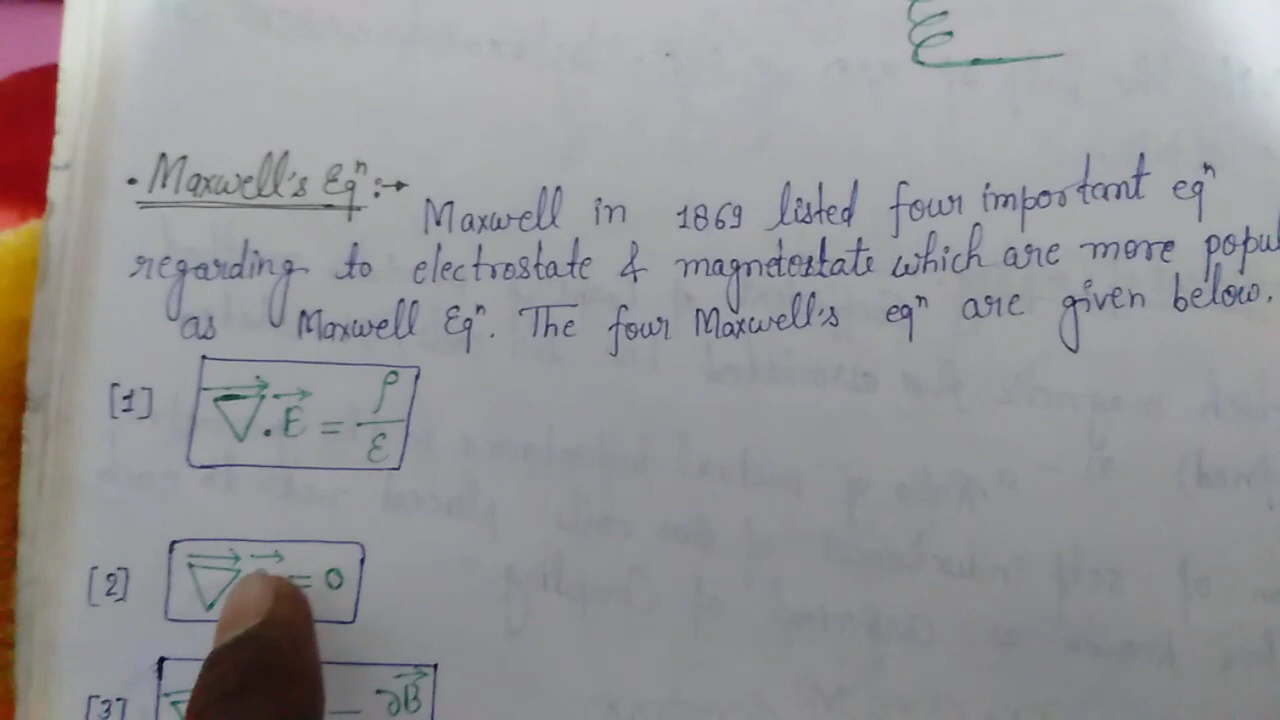 • Maxwell's Eqⁿ:→ Maxwell in 1869 listed four important eqⁿ
regarding to electrostate & magnetostate which are more popul
as Maxwell Eqⁿ. The four Maxwell's eqⁿ are given below.
[1] ∇⃗.E⃗ = ρ/ε
[2] ∇⃗ = 0
[3] – ∂B⃗